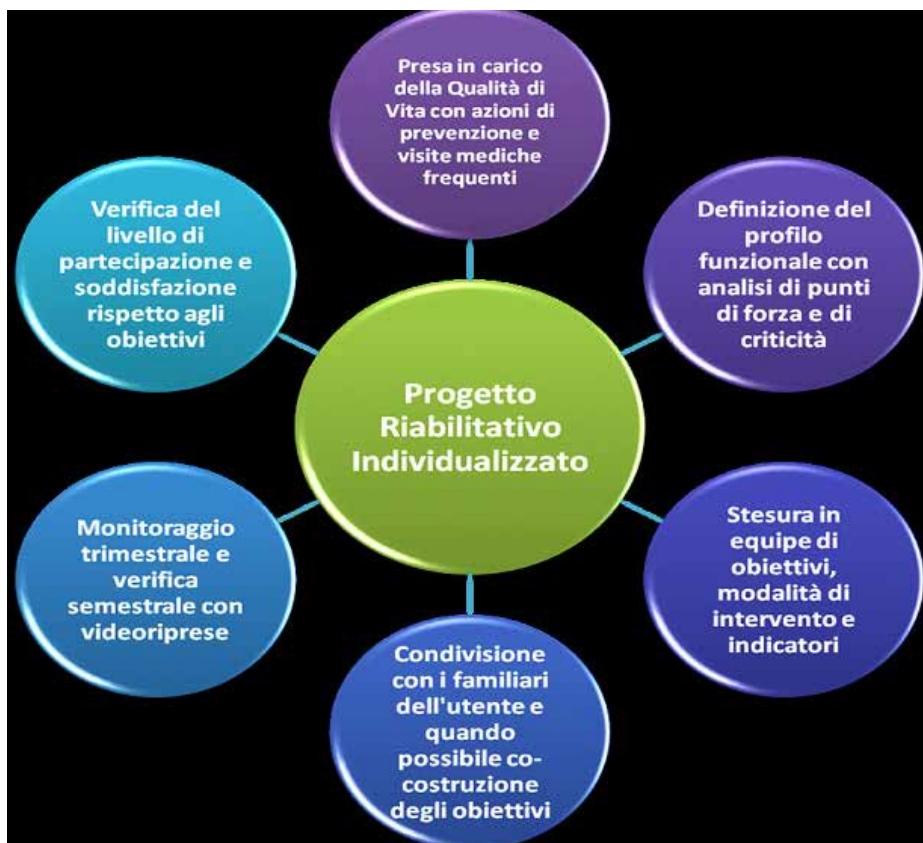 Presa in carico
della Qualità di
Vita con azioni di
prevenzione e
visite mediche
frequenti
Definizione del
profilo
funzionale con
analisi di punti
di forza e di
criticità
Stesura in
equipe di
obiettivi,
modalità di
intervento e
indicatori
Condivisione
con i familiari
dell'utente e
quando
possibile co-
costruzione
degli obiettivi
Monitoraggio
trimestrale e
verifica
semestrale con
videoriprese
Verifica del
livello di
partecipazione e
soddisfazione
rispetto agli
obiettivi
Progetto
Riabilitativo
Individualizzato